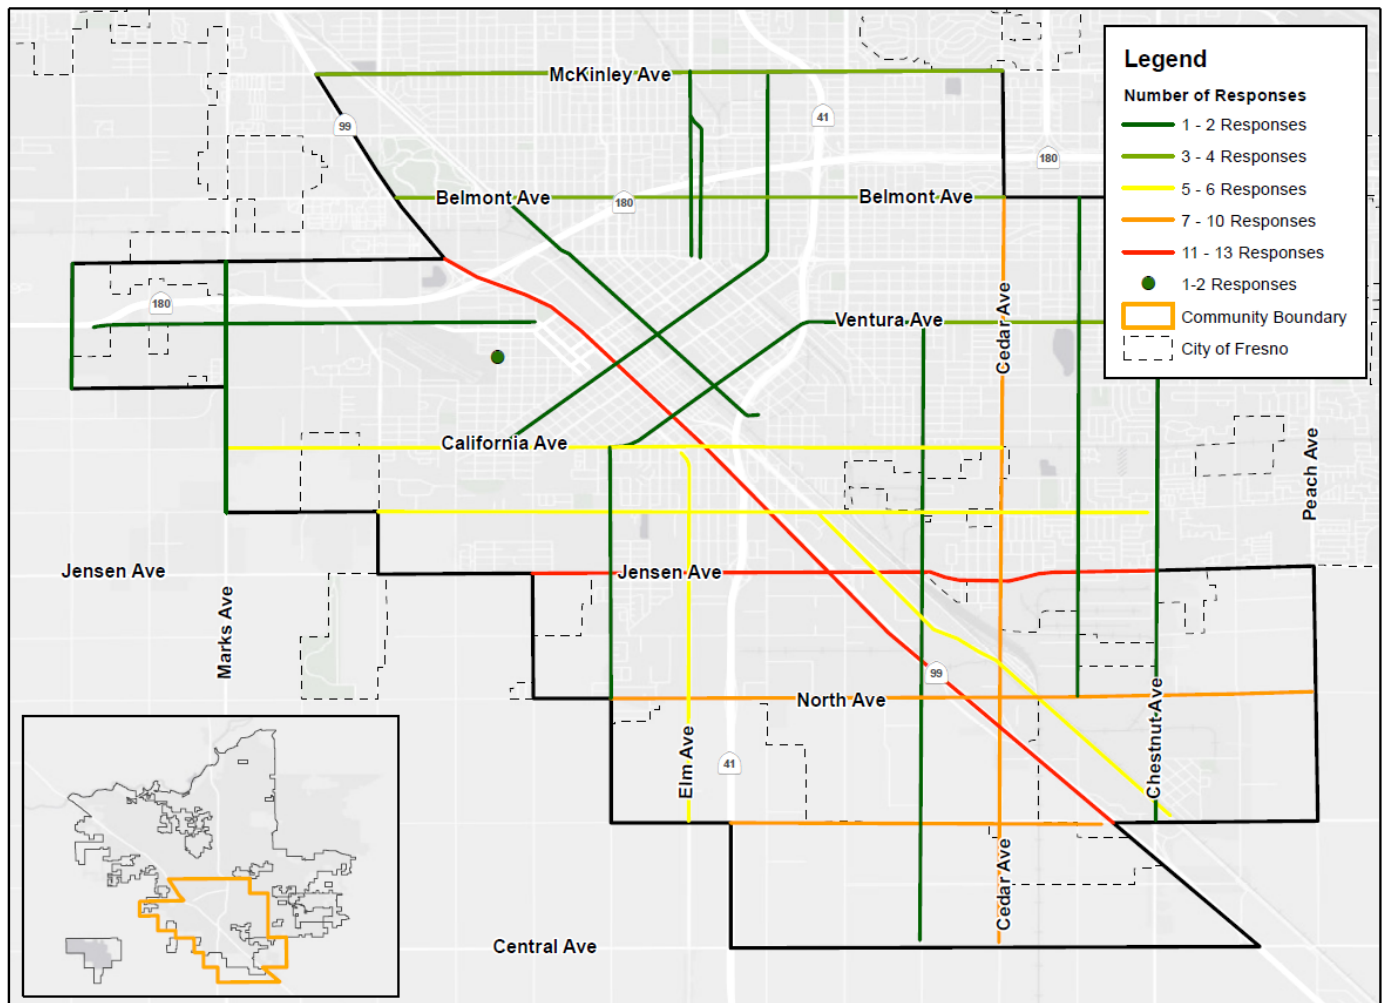 McKinley Ave
99
41
180
Belmont Ave
180
Belmont Ave
180
Ventura Ave
Cedar Ave
California Ave
Peach Ave
Jensen Ave
Jensen Ave
Marks Ave
99
North Ave
Elm Ave
41
Chestnut Ave
Cedar Ave
Central Ave
Legend
Number of Responses
1 - 2 Responses
3 - 4 Responses
5 - 6 Responses
7 - 10 Responses
11 - 13 Responses
1-2 Responses
Community Boundary
City of Fresno